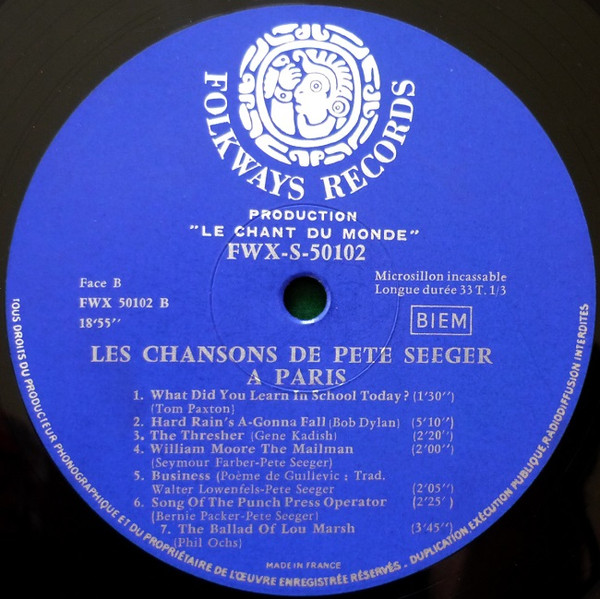 FOLKWAYS RECORDS
PRODUCTION
"LE CHANT DU MONDE"
FWX-S-50102
Face B
FWX 50102 B
18'55''
Microsillon incassable
Longue durée 33 T. 1/3
BIEM
LES CHANSONS DE PETE SEEGER
A PARIS
1. What Did You Learn In School Today? (1'30'')
(Tom Paxton)
2. Hard Rain's A-Gonna Fall (Bob Dylan) (5'10'')
3. The Thresher (Gene Kadish) (2'20'')
4. William Moore The Mailman (2'00'')
(Seymour Farber-Pete Seeger)
5. Business (Poème de Guillevic : Trad.
Walter Lowenfels-Pete Seeger (2'05'')
6. Song Of The Punch Press Operator (2'25')
(Bernie Packer-Pete Seeger)
7. The Ballad Of Lou Marsh (3'45'')
(Phil Ochs)
MADE IN FRANCE
TOUS DROITS DU PRODUCTEUR PHONOGRAPHIQUE ET DU PROPRIÉTAIRE DE L'ŒUVRE ENREGISTRÉE RÉSERVÉS. - DUPLICATION, EXÉCUTION PUBLIQUE, RADIODIFFUSION INTERDITES